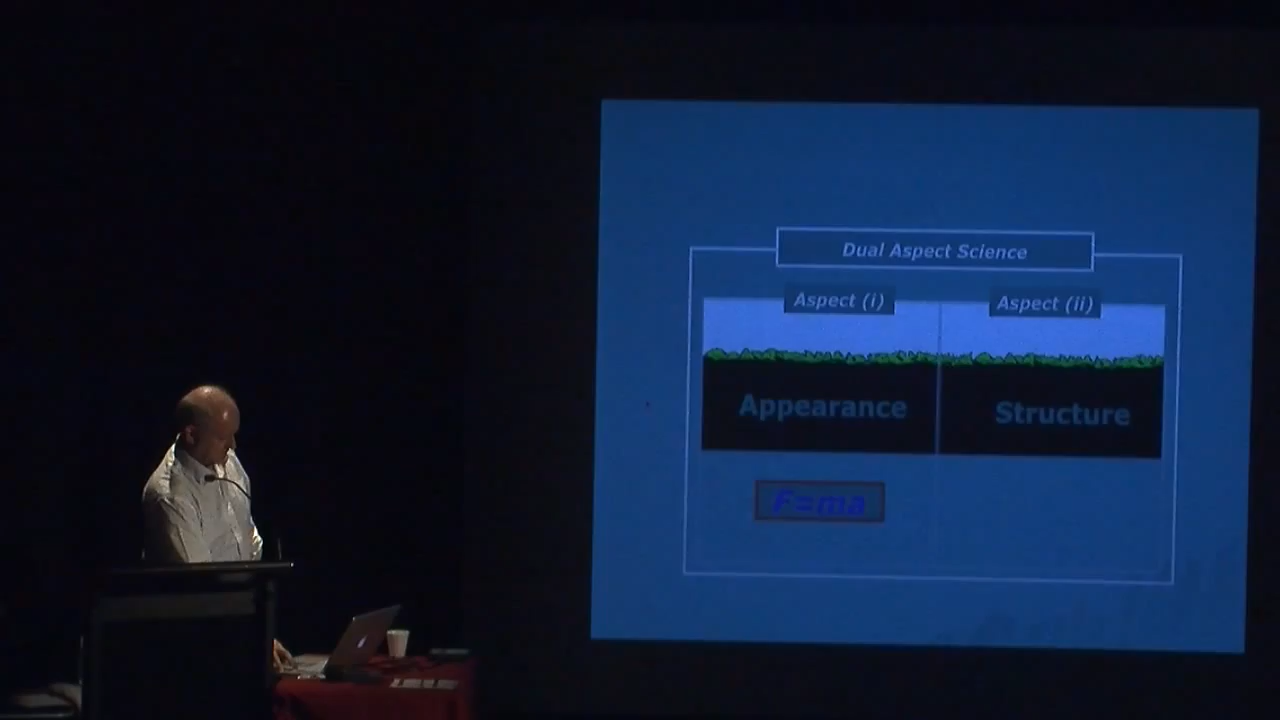 Dual Aspect Science
Aspect (i)
Aspect (ii)
Appearance
Structure
F=ma